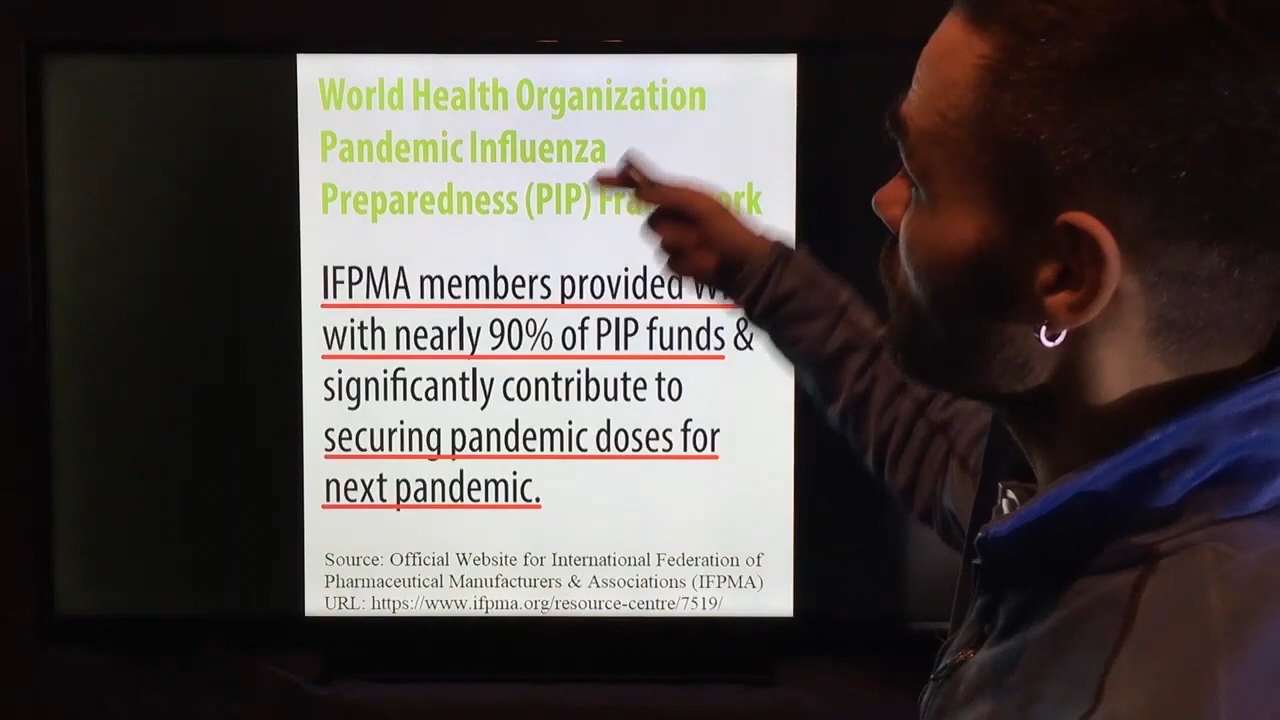 World Health Organization
Pandemic Influenza
Preparedness (PIP)
IFPMA members provided
with nearly 90% of PIP funds &
significantly contribute to
securing pandemic doses for
next pandemic.
Source: Official Website for International Federation of
Pharmaceutical Manufacturers & Associations (IFPMA)
URL: https://www.ifpma.org/resource-centre/7519/